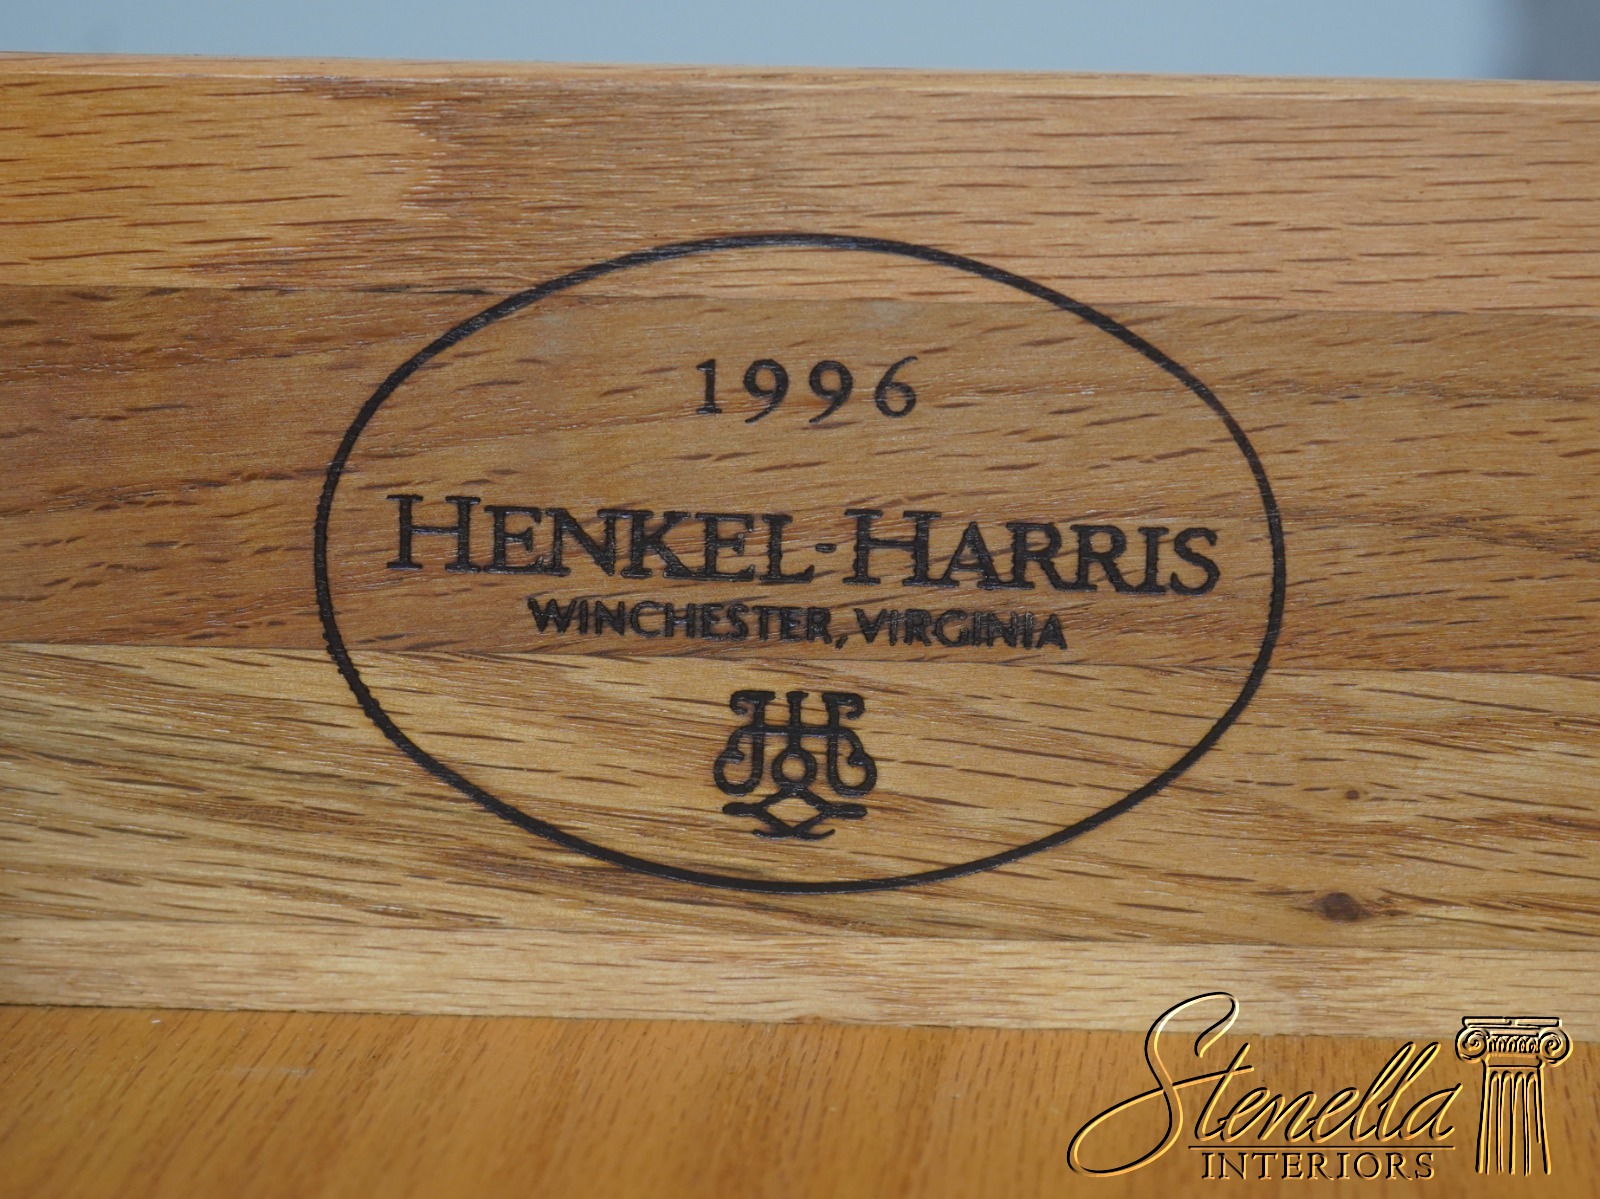 1996
HENKEL-HARRIS
WINCHESTER, VIRGINIA
Stenella
INTERIORS